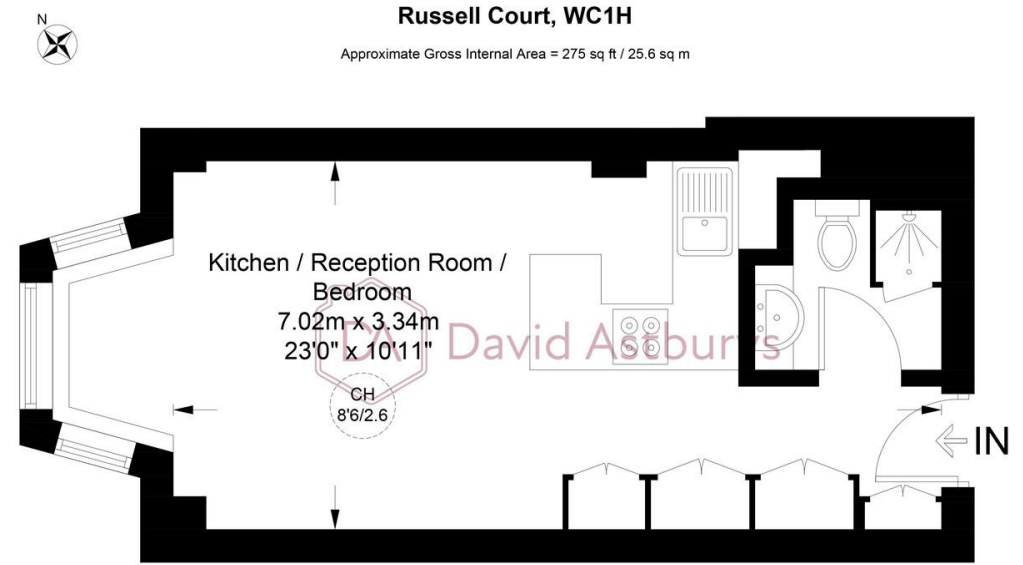 Russell Court, WC1H
N
Approximate Gross Internal Area = 275 sq ft / 25.6 sq m
Kitchen / Reception Room /
Bedroom
7.02m x 3.34m
23'0" x 10'11"
DA David Astburys
CH
8'6/2.6
IN